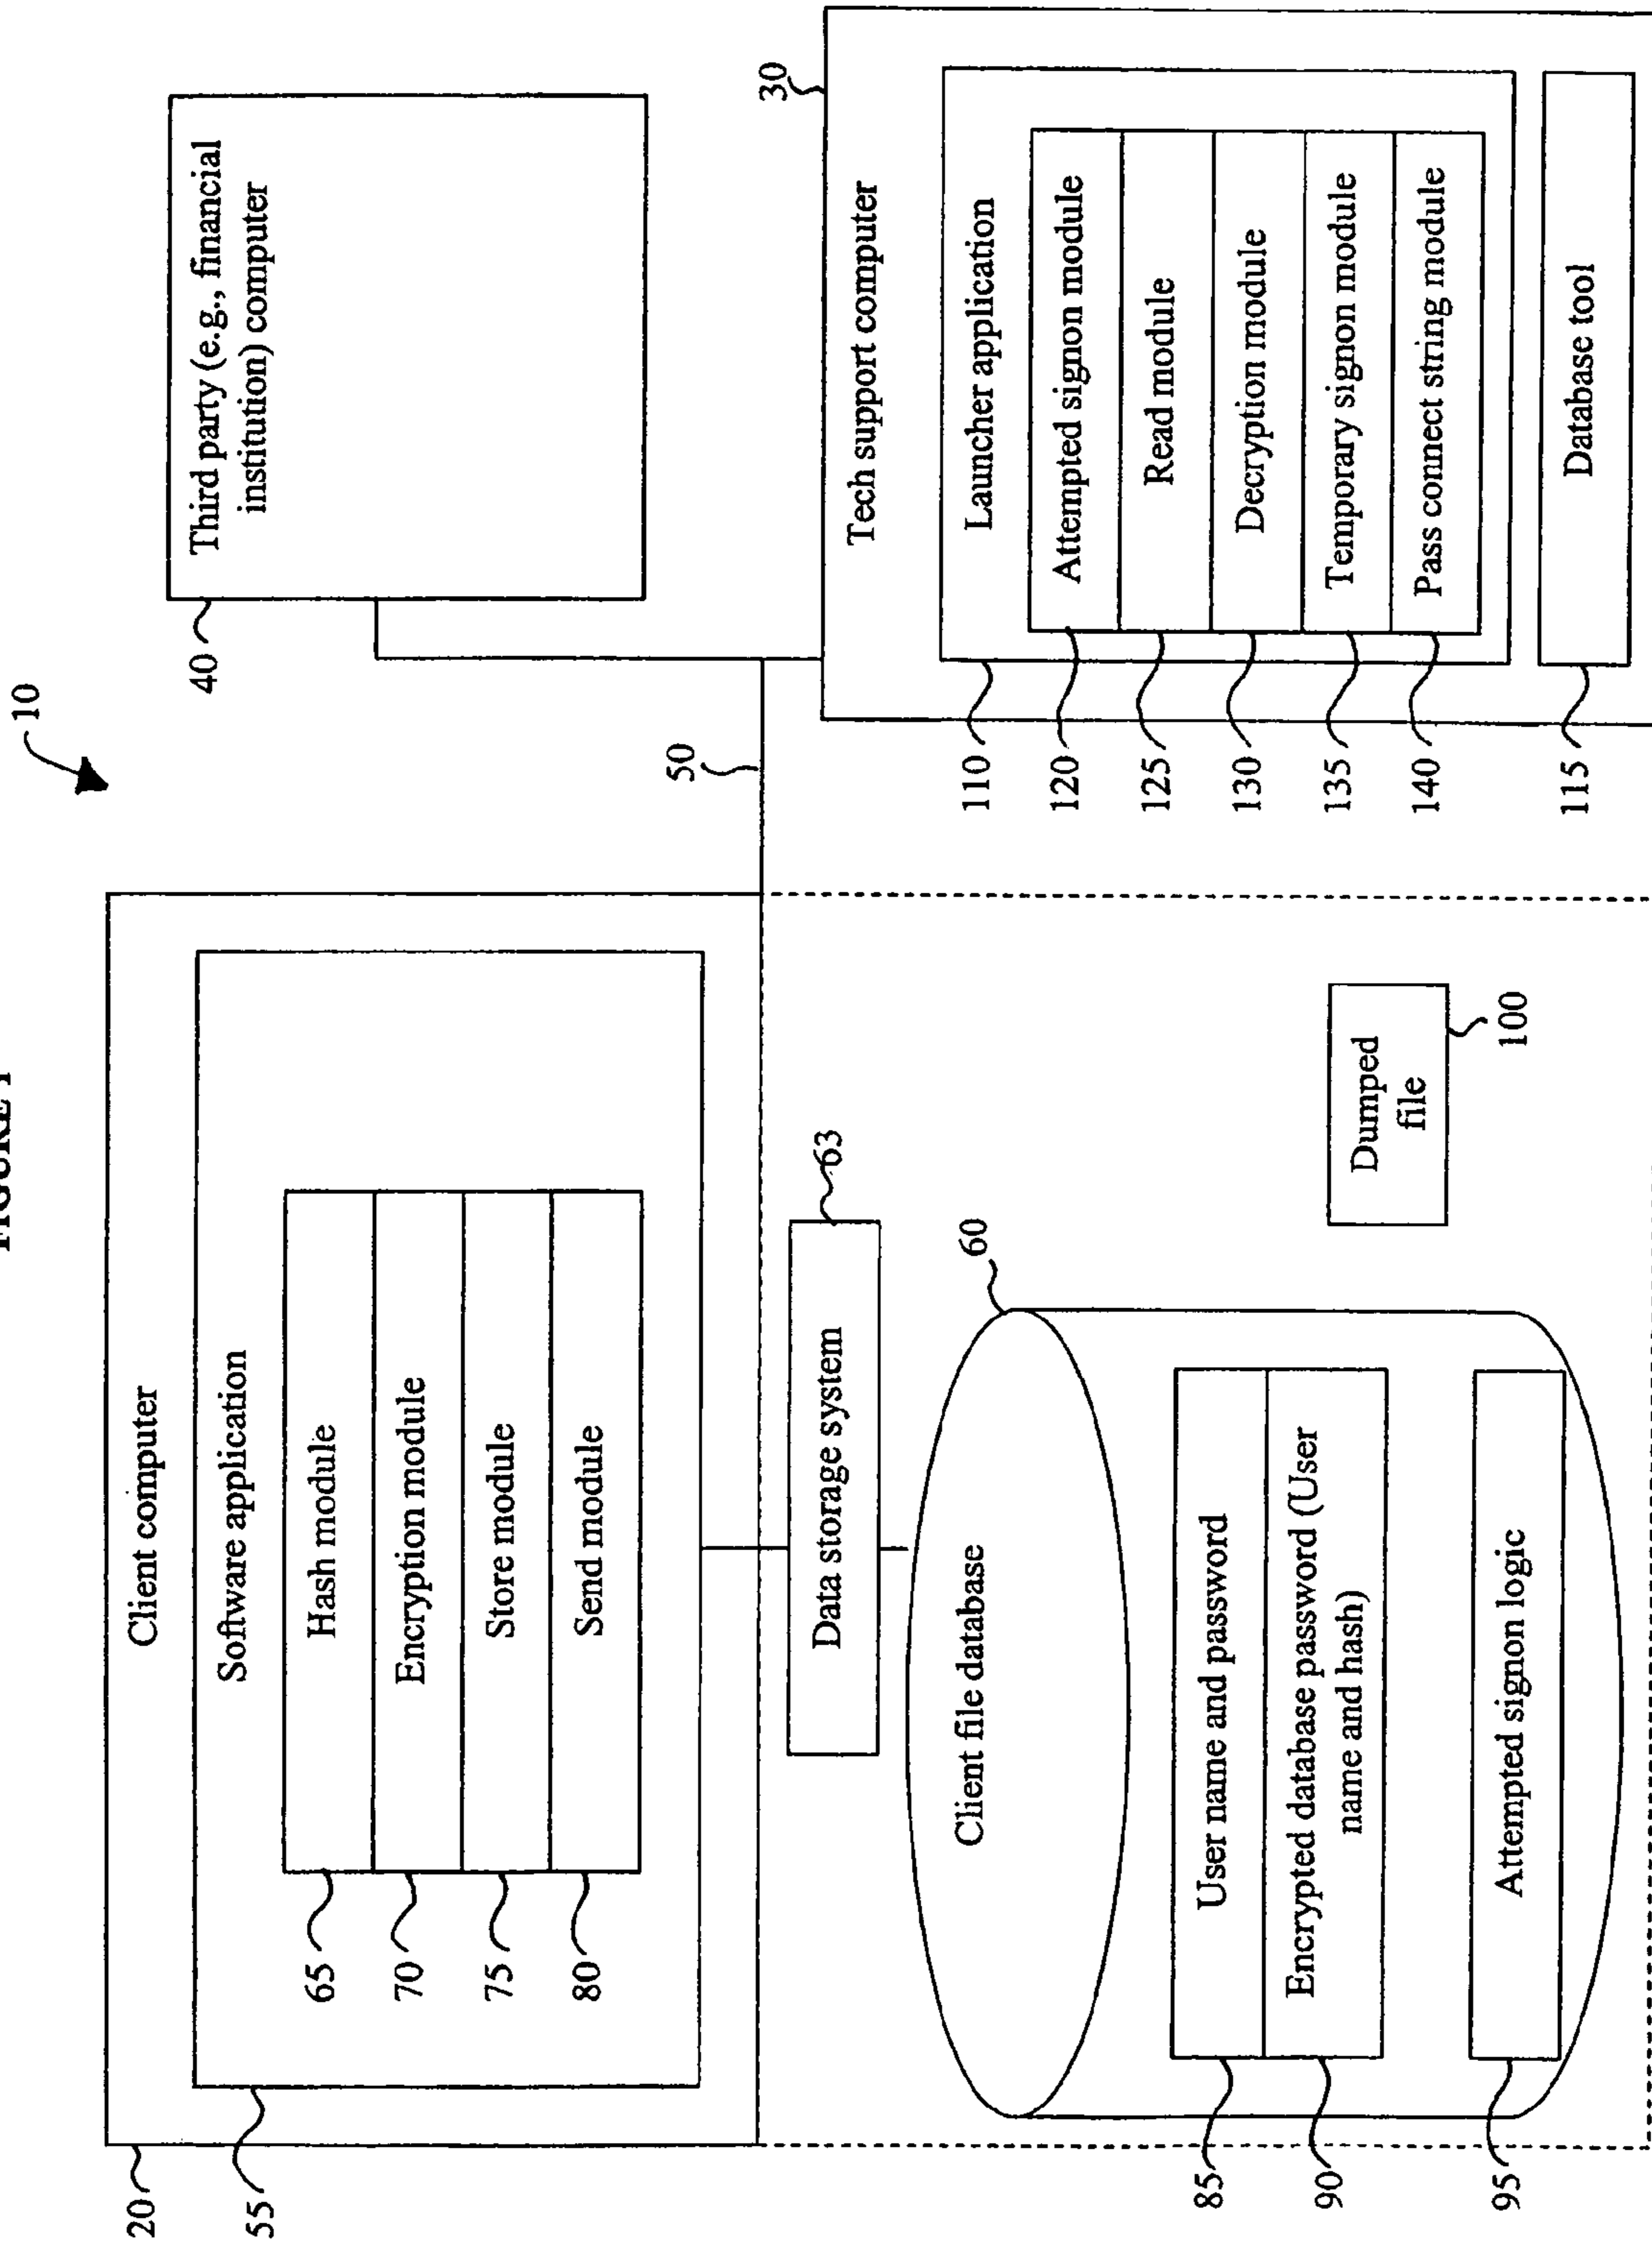 FIGURE 1
10
20
Client computer
55
Software application
65
Hash module
70
Encryption module
75
Store module
80
Send module
63
Data storage system
60
Client file database
85
User name and password
90
Encrypted database password (User
name and hash)
95
Attempted signon logic
Dumped
file
100
50
40
Third party (e.g., financial
institution) computer
30
Tech support computer
110
Launcher application
120
Attempted signon module
125
Read module
130
Decryption module
135
Temporary signon module
140
Pass connect string module
115
Database tool